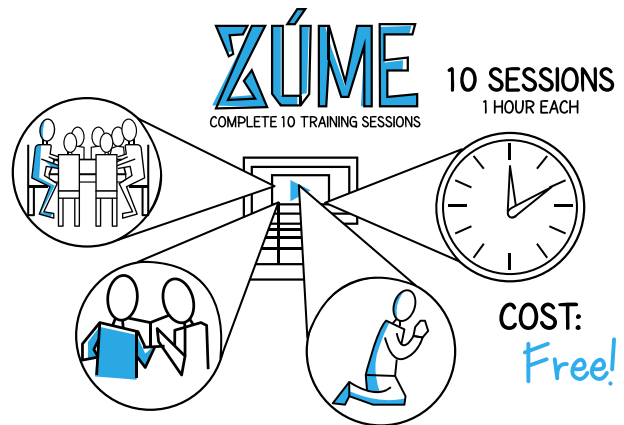 ZÚME
COMPLETE 10 TRAINING SESSIONS
10 SESSIONS
1 HOUR EACH
COST:
Free!